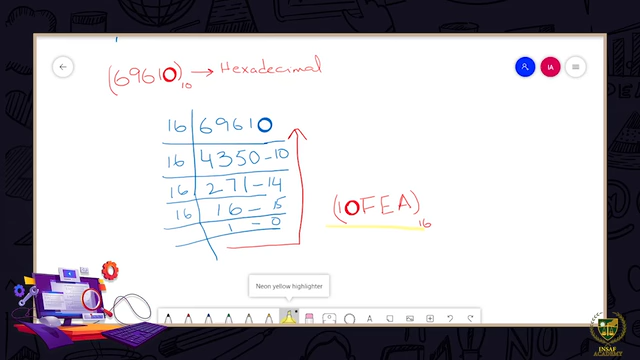 (69610)₁₀ → Hexadecimal
16 69610
16 4350 - 10
16 271 - 14
16 16 - 15
1 - 0
(10FEA)₁₆
Neon yellow highlighter
IA
A
INSAF
ACADEMY